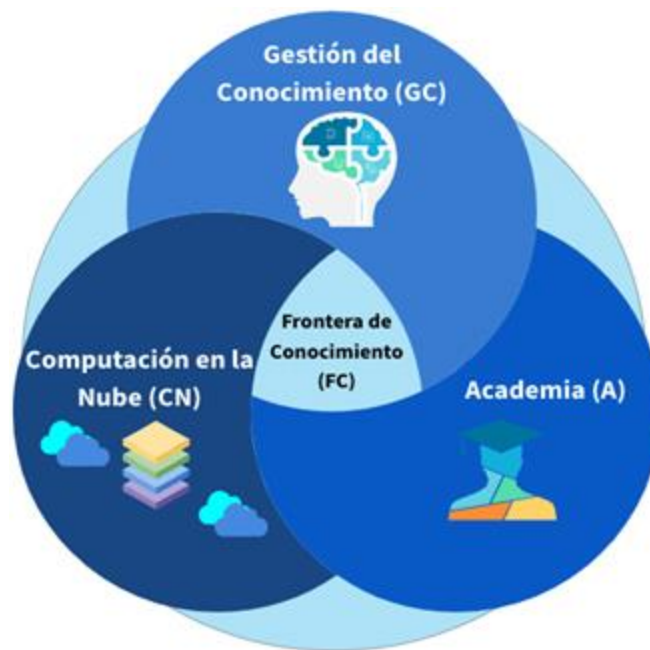 Gestión del
Conocimiento (GC)
Frontera de
Conocimiento
(FC)
Computación en la
Nube (CN)
Academia (A)